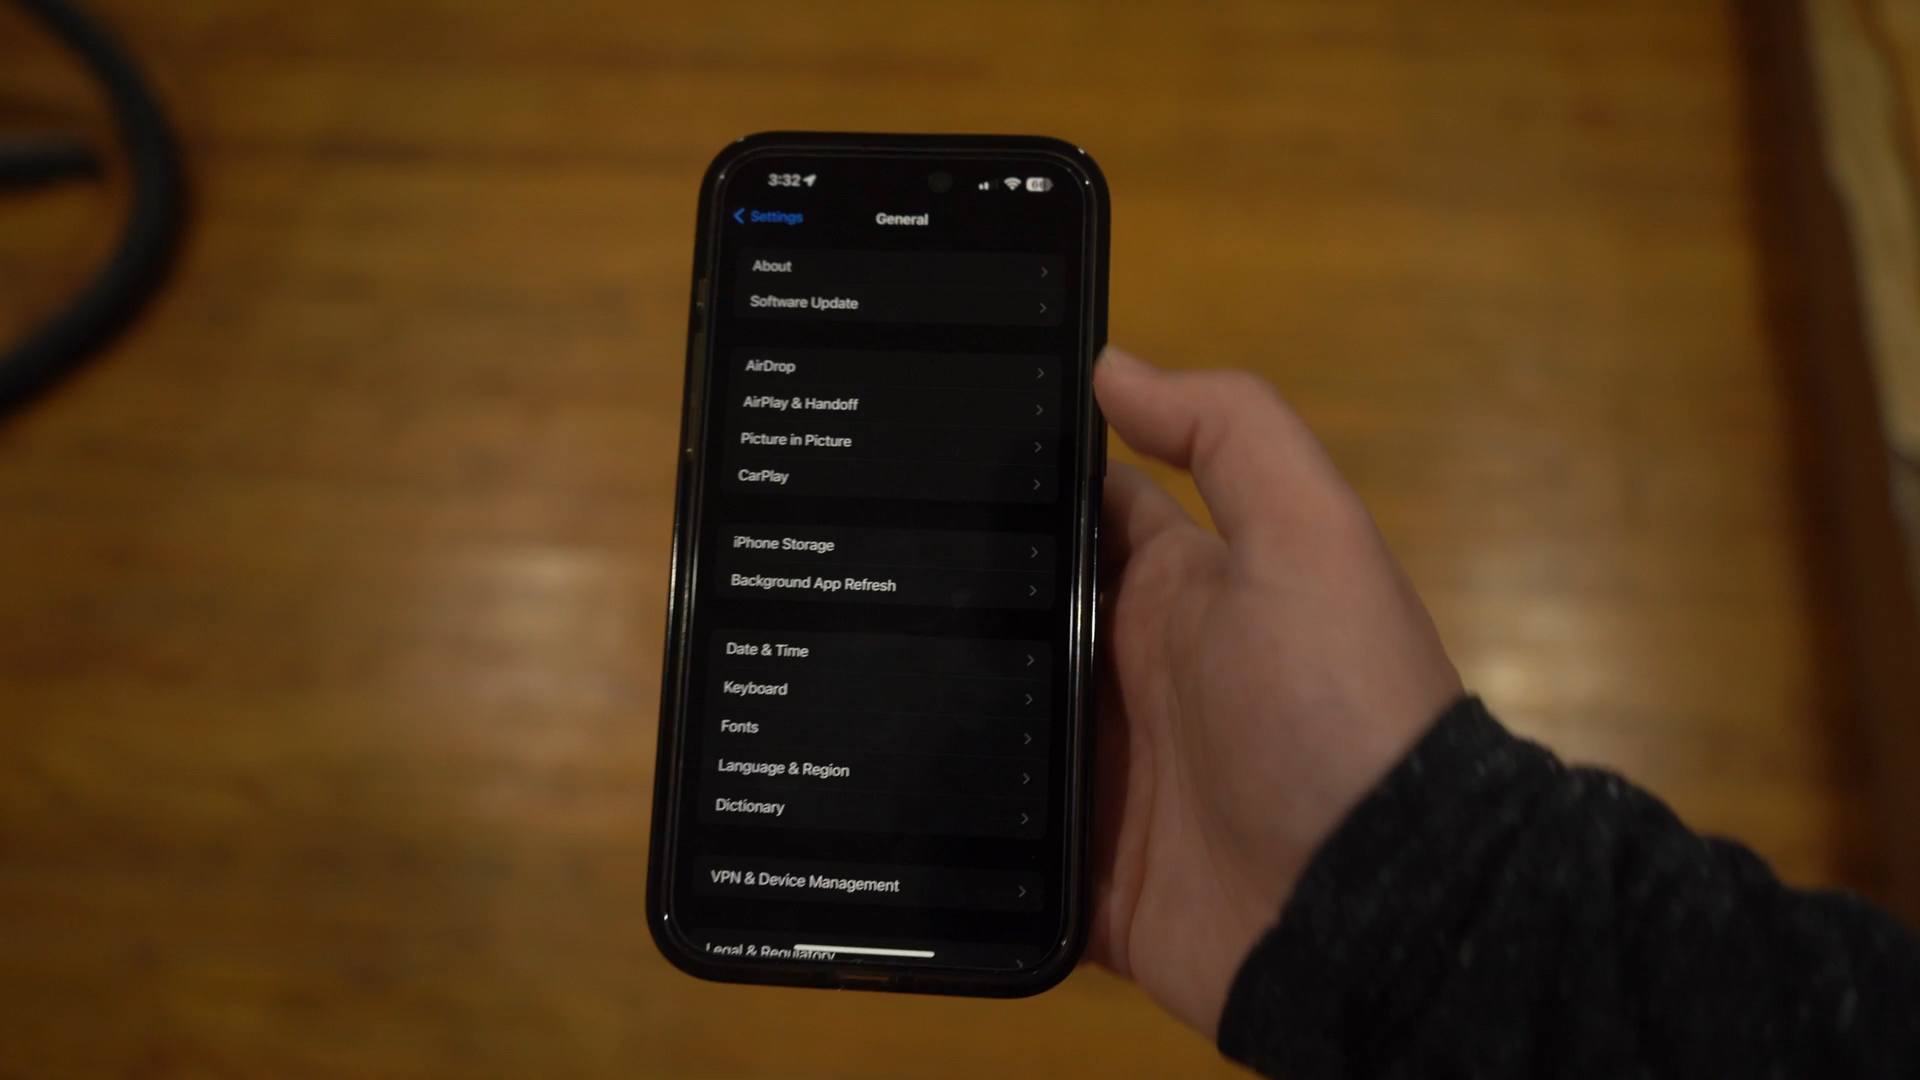 3:32
Settings
General
About
Software Update
AirDrop
AirPlay & Handoff
Picture in Picture
CarPlay
iPhone Storage
Background App Refresh
Date & Time
Keyboard
Fonts
Language & Region
Dictionary
VPN & Device Management
Legal & Regulatory